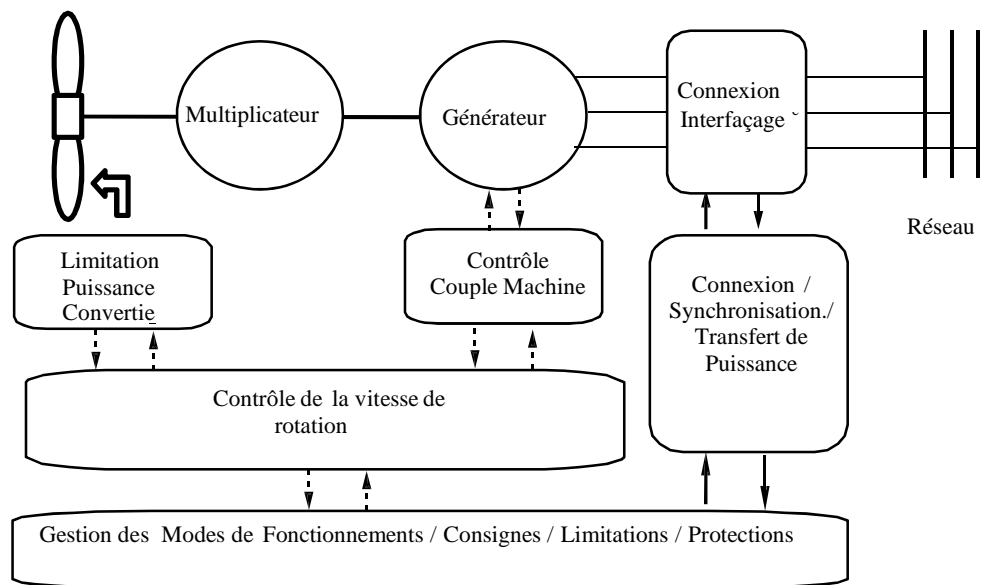 Multiplicateur
Générateur
Connexion
Interfaçage
Réseau
Limitation
Puissance
Convertie
Contrôle
Couple Machine
Connexion /
Synchronisation./
Transfert de
Puissance
Contrôle de la vitesse de
rotation
Gestion des Modes de Fonctionnements / Consignes / Limitations / Protections